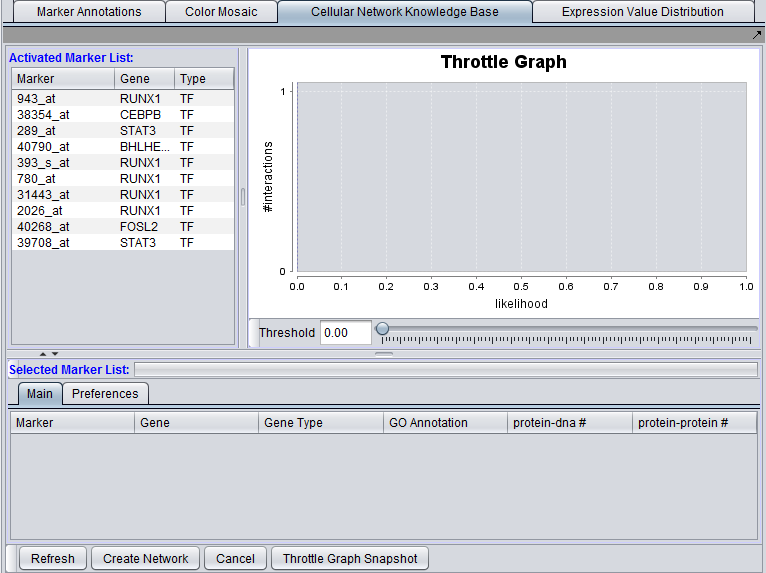 Marker Annotations Color Mosaic Cellular Network Knowledge Base Expression Value Distribution
Activated Marker List:
Marker Gene Type
943_at RUNX1 TF
38354_at CEBPB TF
289_at STAT3 TF
40790_at BHLHE... TF
393_s_at RUNX1 TF
780_at RUNX1 TF
31443_at RUNX1 TF
2026_at RUNX1 TF
40268_at FOSL2 TF
39708_at STAT3 TF
Throttle Graph
#interactions
1
0
0.0 0.1 0.2 0.3 0.4 0.5 0.6 0.7 0.8 0.9 1.0
likelihood
Threshold 0.00
Selected Marker List:
Main Preferences
Marker Gene Gene Type GO Annotation protein-dna # protein-protein #
Refresh Create Network Cancel Throttle Graph Snapshot